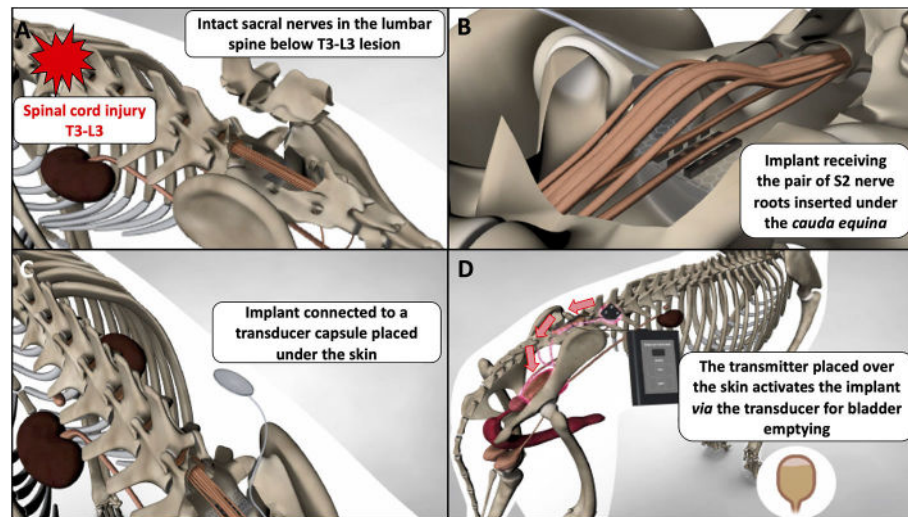 A
Intact sacral nerves in the lumbar
spine below T3-L3 lesion
Spinal cord injury
T3-L3
B
Implant receiving
the pair of S2 nerve
roots inserted under
the cauda equina
C
Implant connected to
a transducer capsule placed
under the skin
D
The transmitter placed over
the skin activates the implant
via the transducer for bladder
emptying